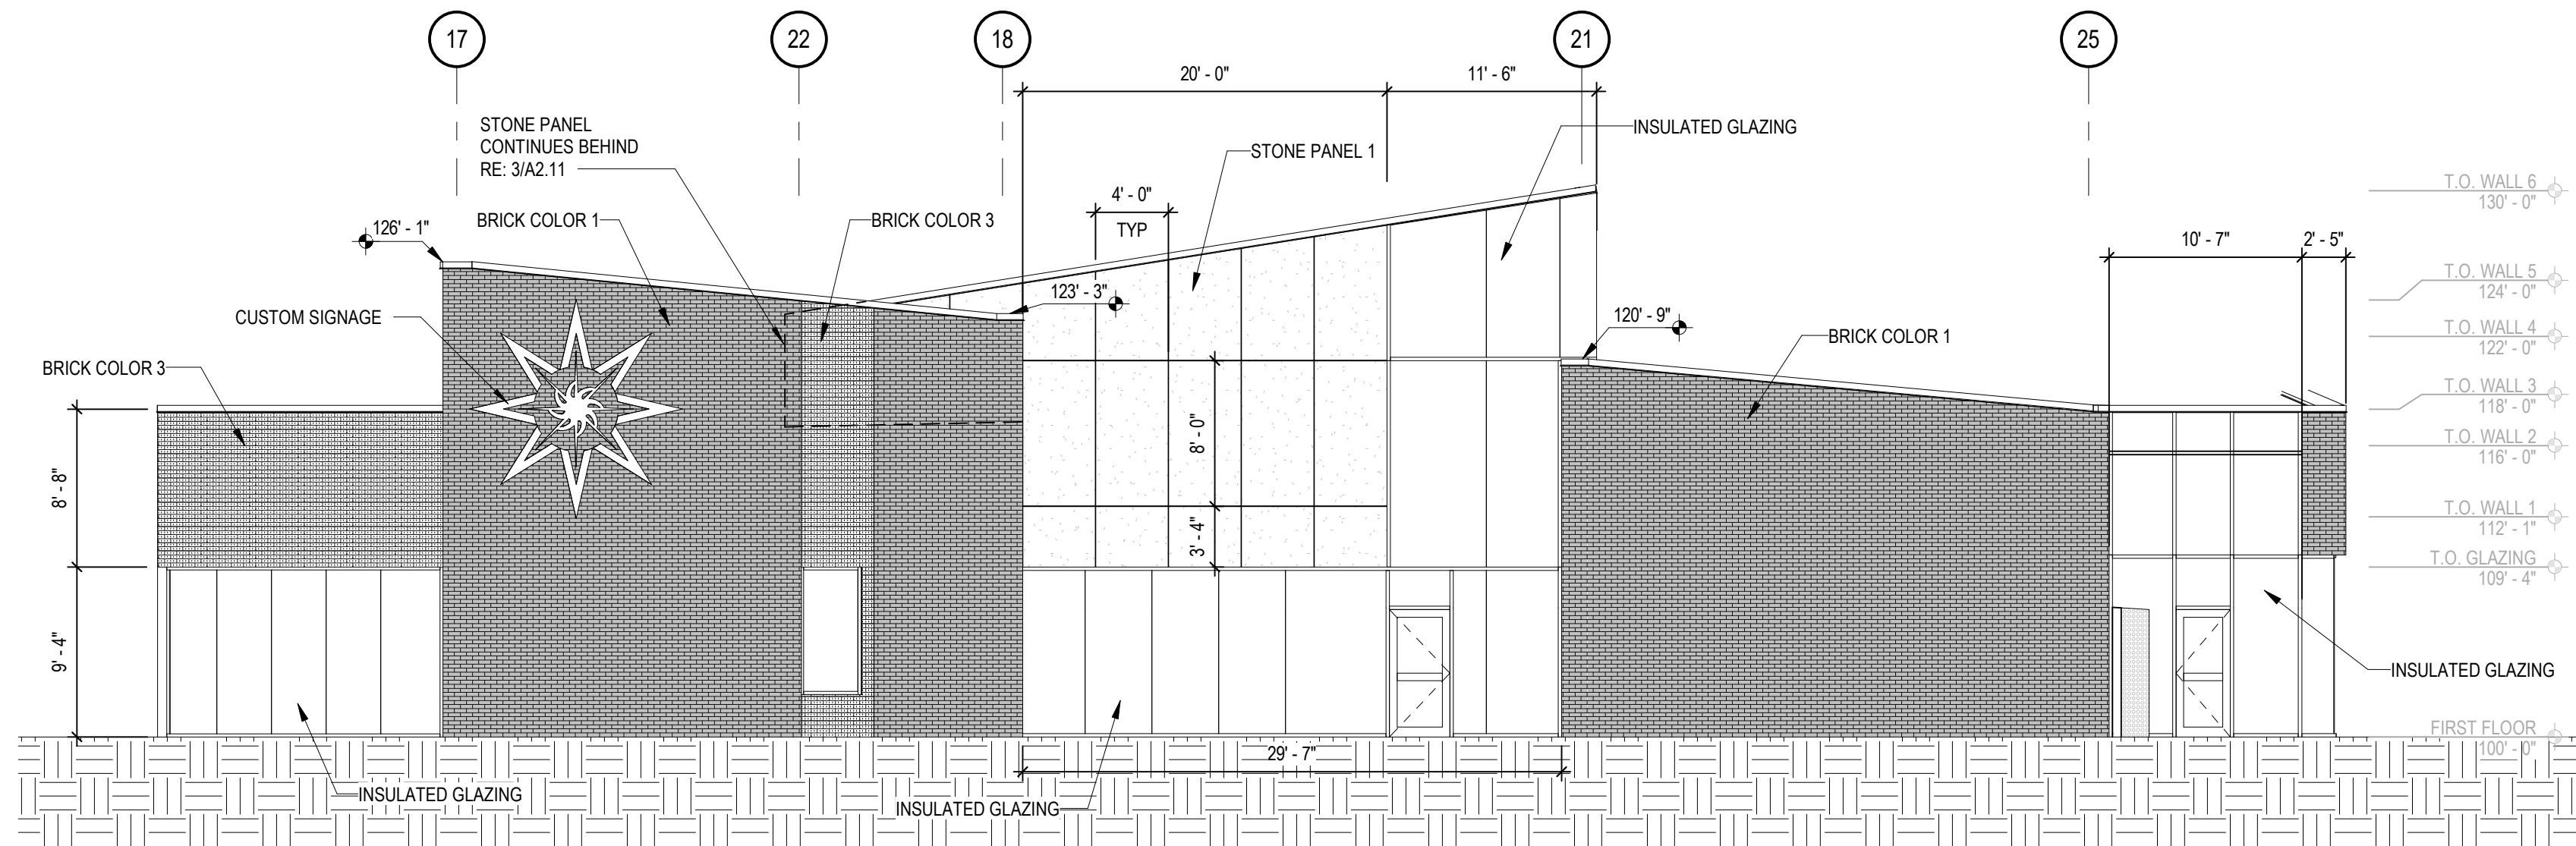 17
22
18
21
25
20' - 0"
11' - 6"
STONE PANEL
CONTINUES BEHIND
RE: 3/A2.11
INSULATED GLAZING
STONE PANEL 1
4' - 0"
TYP
T.O. WALL 6
130' - 0"
126' - 1"
BRICK COLOR 1
BRICK COLOR 3
10' - 7"
2' - 5"
T.O. WALL 5
124' - 0"
123' - 3"
CUSTOM SIGNAGE
120' - 9"
T.O. WALL 4
122' - 0"
BRICK COLOR 1
BRICK COLOR 3
T.O. WALL 3
118' - 0"
8' - 0"
T.O. WALL 2
116' - 0"
8' - 8"
T.O. WALL 1
112' - 1"
3' - 4"
T.O. GLAZING
109' - 4"
9' - 4"
INSULATED GLAZING
FIRST FLOOR
100' - 0"
29' - 7"
INSULATED GLAZING
INSULATED GLAZING